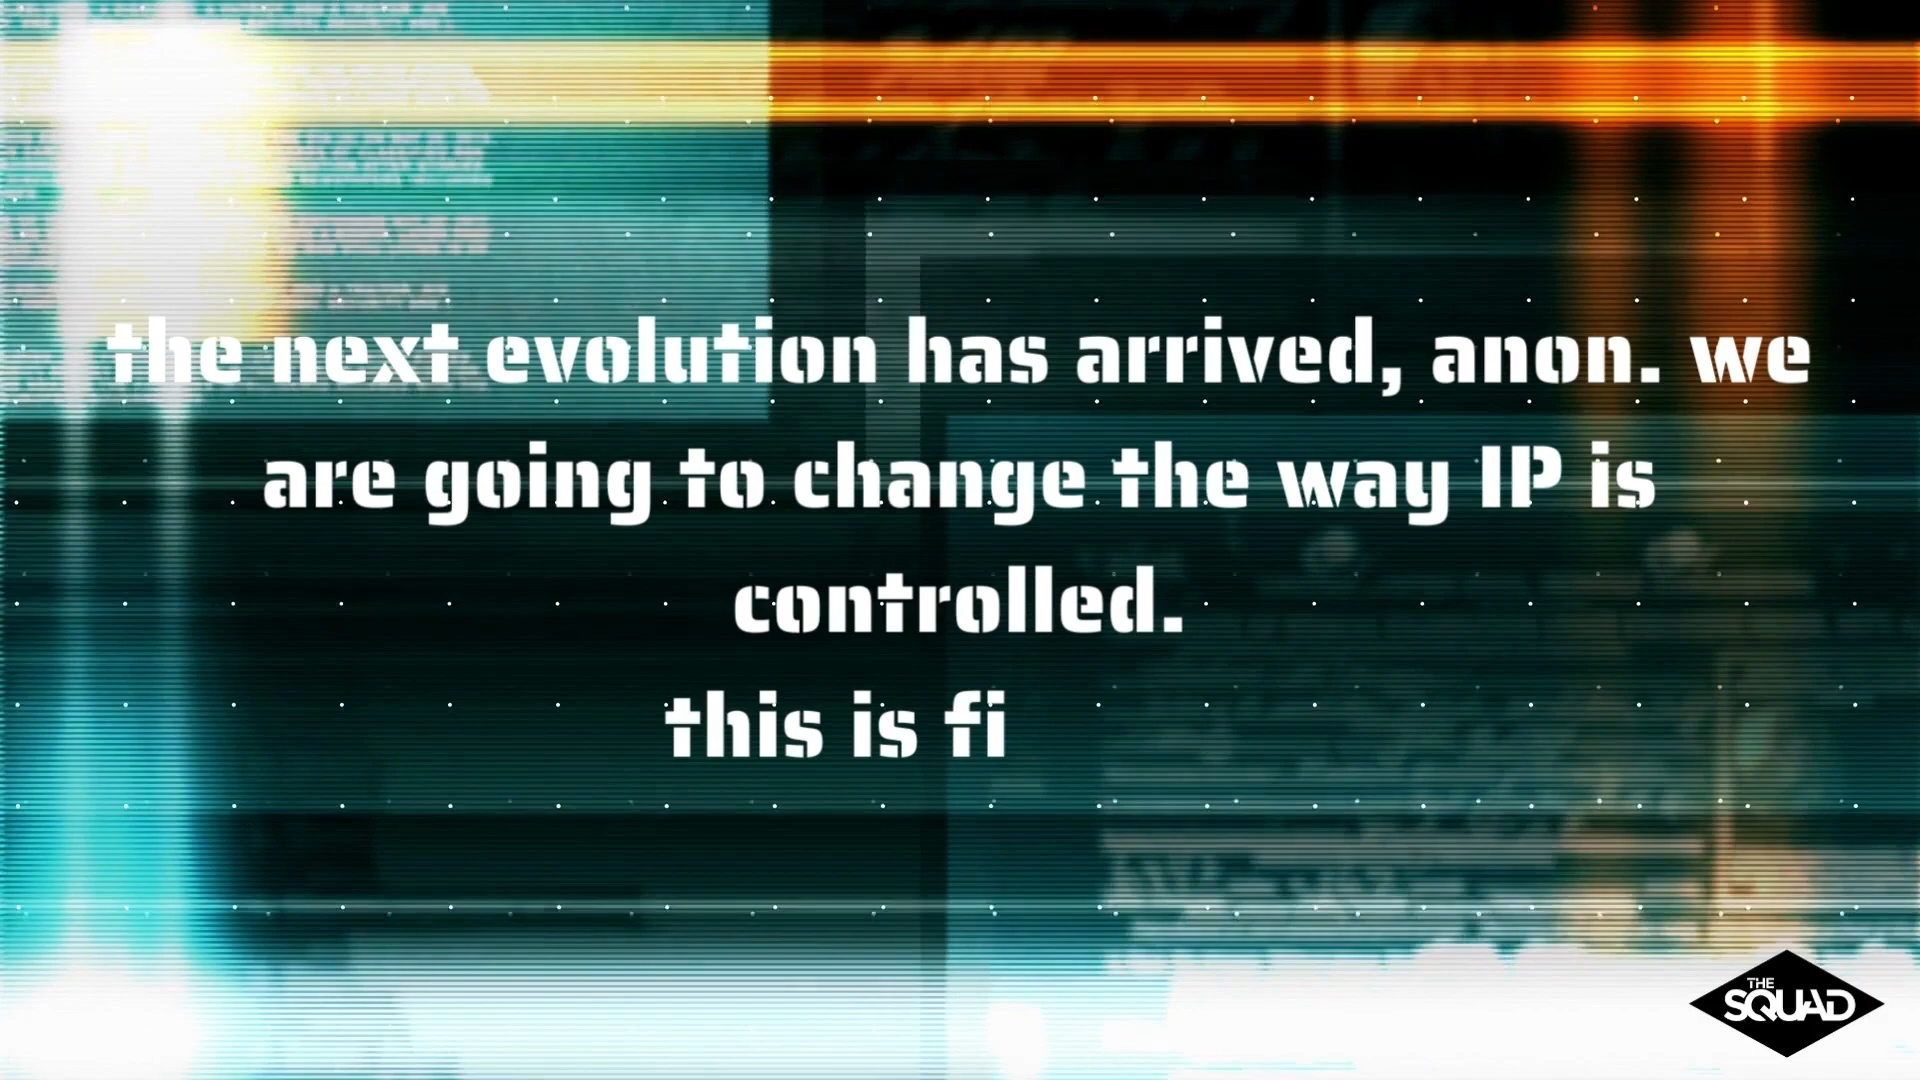 the next evolution has arrived, anon. we
are going to change the way IP is
controlled.
this is fi
THE
SQUAD